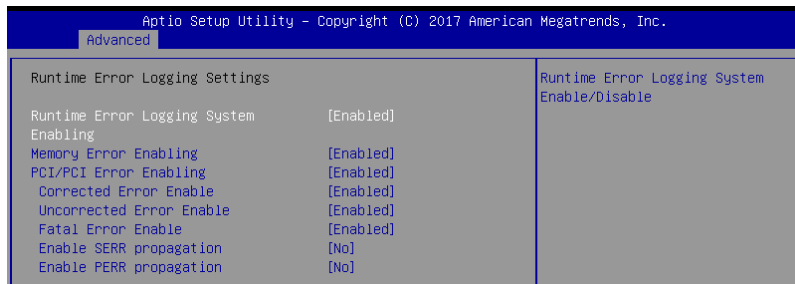 Aptio Setup Utility – Copyright (C) 2017 American Megatrends, Inc.
Advanced
Runtime Error Logging Settings
Runtime Error Logging System [Enabled]
Enabling
Memory Error Enabling [Enabled]
PCI/PCI Error Enabling [Enabled]
Corrected Error Enable [Enabled]
Uncorrected Error Enable [Enabled]
Fatal Error Enable [Enabled]
Enable SERR propagation [No]
Enable PERR propagation [No]
Runtime Error Logging System
Enable/Disable